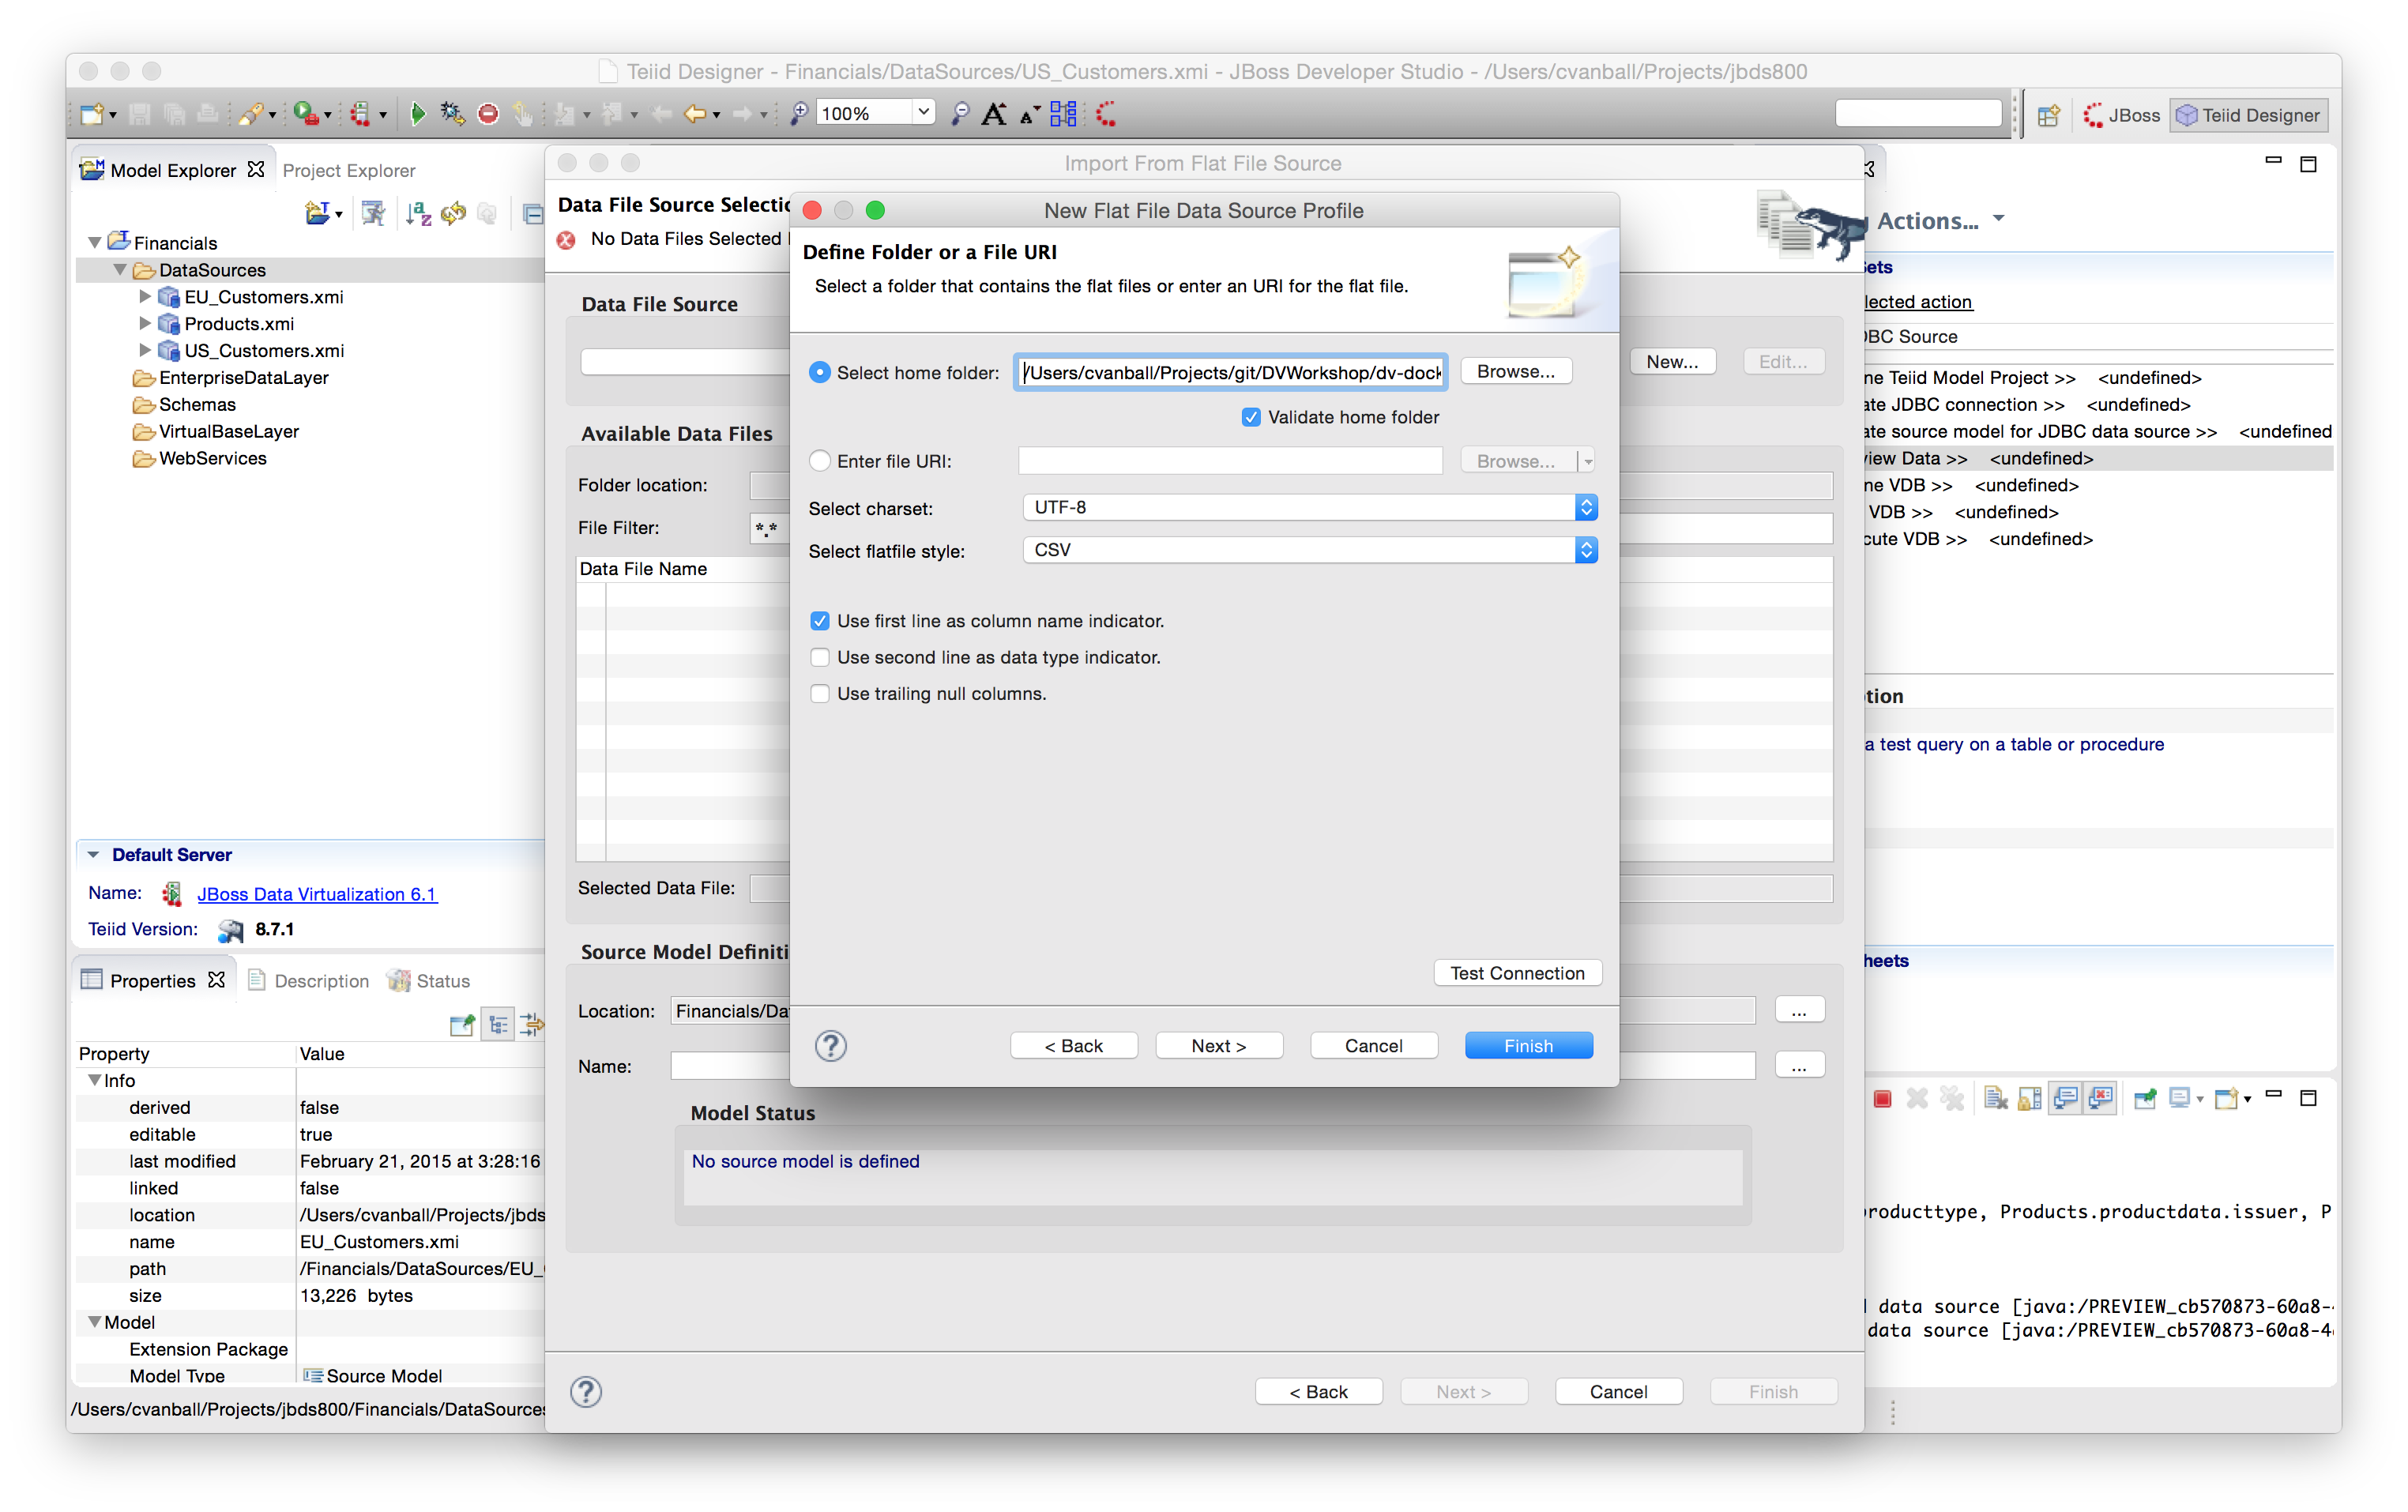 Teiid Designer - Financials/DataSources/US_Customers.xmi - JBoss Developer Studio - /Users/cvanball/Projects/jbds800
100%
JBoss
Teiid Designer
Model Explorer
Project Explorer
Financials
DataSources
EU_Customers.xmi
Products.xmi
US_Customers.xmi
EnterpriseDataLayer
Schemas
VirtualBaseLayer
WebServices
Default Server
Name: JBoss Data Virtualization 6.1
Teiid Version: 8.7.1
Properties
Description
Status
Property Value
Info
derived false
editable true
last modified February 21, 2015 at 3:28:16
linked false
location /Users/cvanball/Projects/jbds
name EU_Customers.xmi
path /Financials/DataSources/EU_
size 13,226 bytes
Model
Extension Package
Model Type Source Model
/Users/cvanball/Projects/jbds800/Financials/DataSources
Import From Flat File Source
Data File Source Selectio
No Data Files Selected
Data File Source
New...
Edit...
Available Data Files
Folder location:
File Filter: *.*
Data File Name
Selected Data File:
Source Model Definiti
Location: Financials/Da
...
Name:
...
Model Status
No source model is defined
< Back
Next >
Cancel
Finish
New Flat File Data Source Profile
Define Folder or a File URI
Select a folder that contains the flat files or enter an URI for the flat file.
Select home folder: /Users/cvanball/Projects/git/DVWorkshop/dv-dock
Browse...
Validate home folder
Enter file URI:
Browse...
Select charset: UTF-8
Select flatfile style: CSV
Use first line as column name indicator.
Use second line as data type indicator.
Use trailing null columns.
Test Connection
< Back
Next >
Cancel
Finish
Actions...
ets
lected action
BC Source
ne Teiid Model Project >> <undefined>
ate JDBC connection >> <undefined>
ate source model for JDBC data source >> <undefined
view Data >> <undefined>
ne VDB >> <undefined>
VDB >> <undefined>
cute VDB >> <undefined>
tion
a test query on a table or procedure
heets
producttype, Products.productdata.issuer, P
data source [java:/PREVIEW_cb570873-60a8-
data source [java:/PREVIEW_cb570873-60a8-4